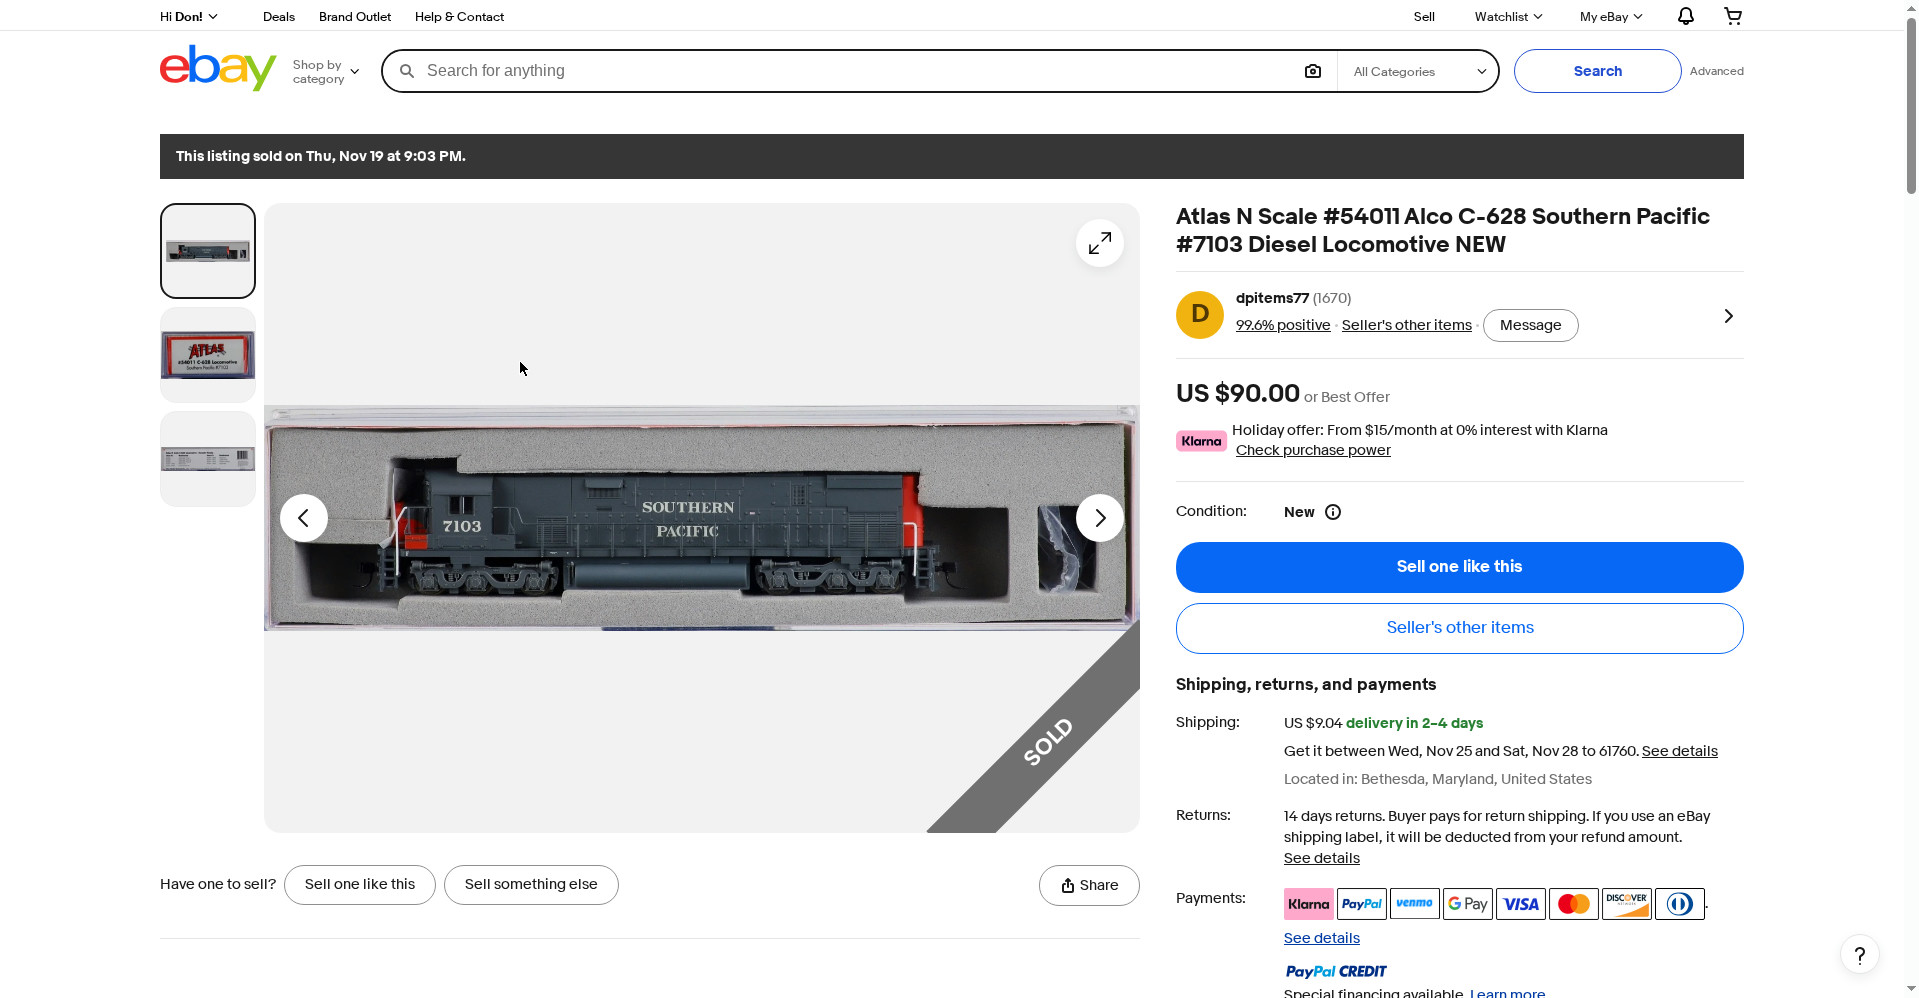 Hi Don!
Deals
Brand Outlet
Help & Contact
Sell
Watchlist
My eBay
ebay
Shop by
category
Search for anything
All Categories
Search
Advanced
This listing sold on Thu, Nov 19 at 9:03 PM.
ATLAS
#54011 C-628 Locomotive
Southern Pacific #7103
7103
SOUTHERN
PACIFIC
SOLD
Have one to sell?
Sell one like this
Sell something else
Share
Atlas N Scale #54011 Alco C-628 Southern Pacific
#7103 Diesel Locomotive NEW
D
dpitems77 (1670)
99.6% positive · Seller's other items · Message
US $90.00 or Best Offer
Klarna
Holiday offer: From $15/month at 0% interest with Klarna
Check purchase power
Condition: New
Sell one like this
Seller's other items
Shipping, returns, and payments
Shipping: US $9.04 delivery in 2–4 days
Get it between Wed, Nov 25 and Sat, Nov 28 to 61760. See details
Located in: Bethesda, Maryland, United States
Returns: 14 days returns. Buyer pays for return shipping. If you use an eBay
shipping label, it will be deducted from your refund amount.
See details
Payments: Klarna PayPal venmo G Pay VISA DISCOVER .
See details
PayPal CREDIT
Special financing available. Learn more
?